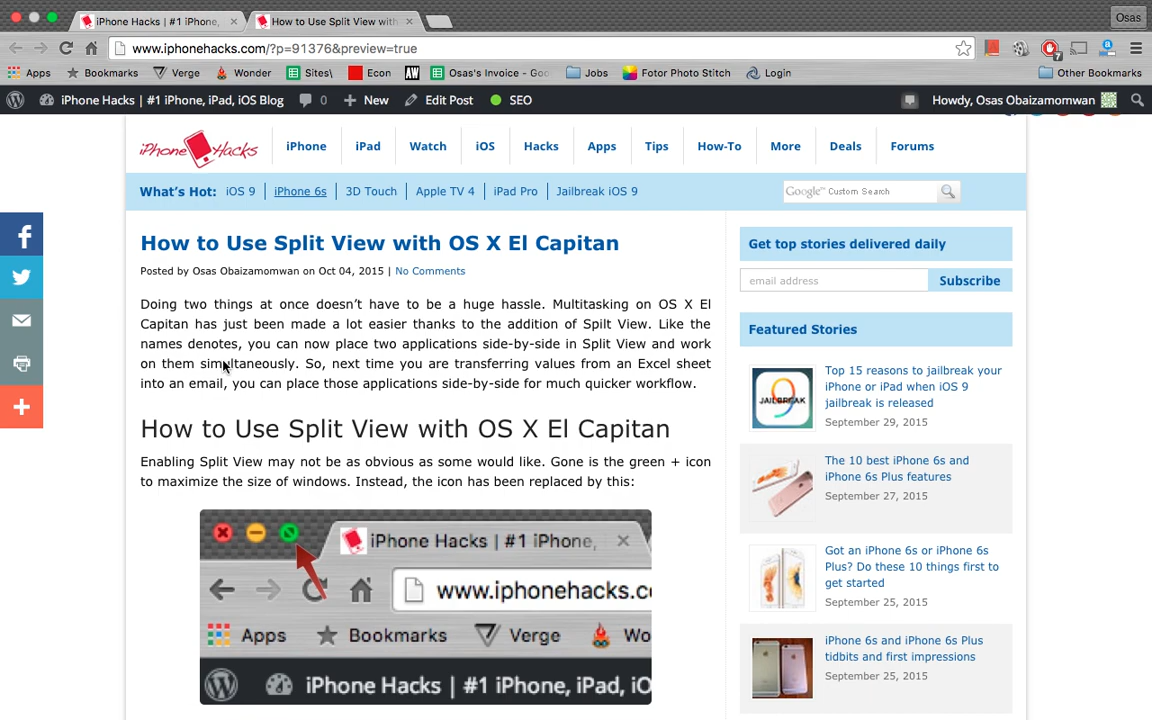 iPhone Hacks | #1 iPhone,
How to Use Split View with
Osas
www.iphonehacks.com/?p=91376&preview=true
7
Apps
Bookmarks
Verge
Wonder
Sites\
Econ
AW
Osas's Invoice - Goo
Jobs
Fotor Photo Stitch
Login
Other Bookmarks
iPhone Hacks | #1 iPhone, iPad, iOS Blog
0
New
Edit Post
SEO
Howdy, Osas Obaizamomwan
iPhone Hacks
iPhone
iPad
Watch
iOS
Hacks
Apps
Tips
How-To
More
Deals
Forums
What's Hot:
iOS 9
iPhone 6s
3D Touch
Apple TV 4
iPad Pro
Jailbreak iOS 9
Google™ Custom Search
How to Use Split View with OS X El Capitan
Posted by Osas Obaizamomwan on Oct 04, 2015 | No Comments
Doing two things at once doesn't have to be a huge hassle. Multitasking on OS X El
Capitan has just been made a lot easier thanks to the addition of Spilt View. Like the
names denotes, you can now place two applications side-by-side in Split View and work
on them simultaneously. So, next time you are transferring values from an Excel sheet
into an email, you can place those applications side-by-side for much quicker workflow.
How to Use Split View with OS X El Capitan
Enabling Split View may not be as obvious as some would like. Gone is the green + icon
to maximize the size of windows. Instead, the icon has been replaced by this:
iPhone Hacks | #1 iPhone,
www.iphonehacks.c
Apps
Bookmarks
Verge
Wo
iPhone Hacks | #1 iPhone, iPad, iO
Get top stories delivered daily
email address
Subscribe
Featured Stories
JAILBREAK
Top 15 reasons to jailbreak your
iPhone or iPad when iOS 9
jailbreak is released
September 29, 2015
The 10 best iPhone 6s and
iPhone 6s Plus features
September 27, 2015
Got an iPhone 6s or iPhone 6s
Plus? Do these 10 things first to
get started
September 25, 2015
iPhone 6s and iPhone 6s Plus
tidbits and first impressions
September 25, 2015